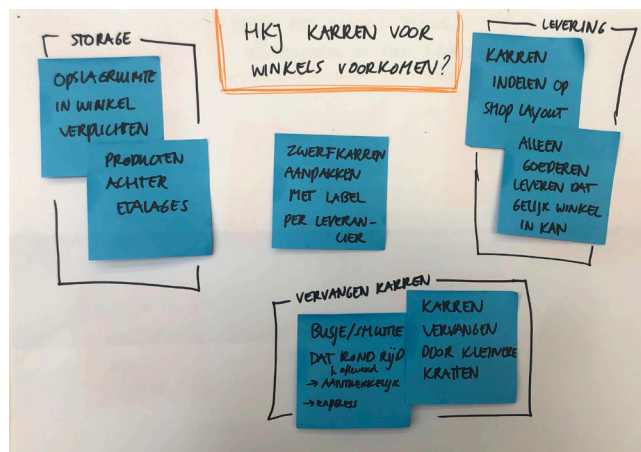 HKJ KARREN VOOR
WINKELS VOORKOMEN?
STORAGE
OPSLAGRUIMTE
IN WINKEL
VERPLICHTEN
PRODUCTEN
ACHTER
ETALAGES
ZWERFKARREN
AANPAKKEN
MET LABEL
PER LEVERAN-
CIER
LEVERING
KARREN
INDELEN OP
SHOP LAYOUT
ALLEEN
GOEDEREN
LEVEREN DAT
GELIJK WINKEL
IN KAN
VERVANGEN KARREN
BUSJE/SHUTTLE
DAT ROND RIJD
→ AANTREKKELIJK
→ EXPRESS
KARREN
VERVANGEN
DOOR KLEINERE
KRATTEN